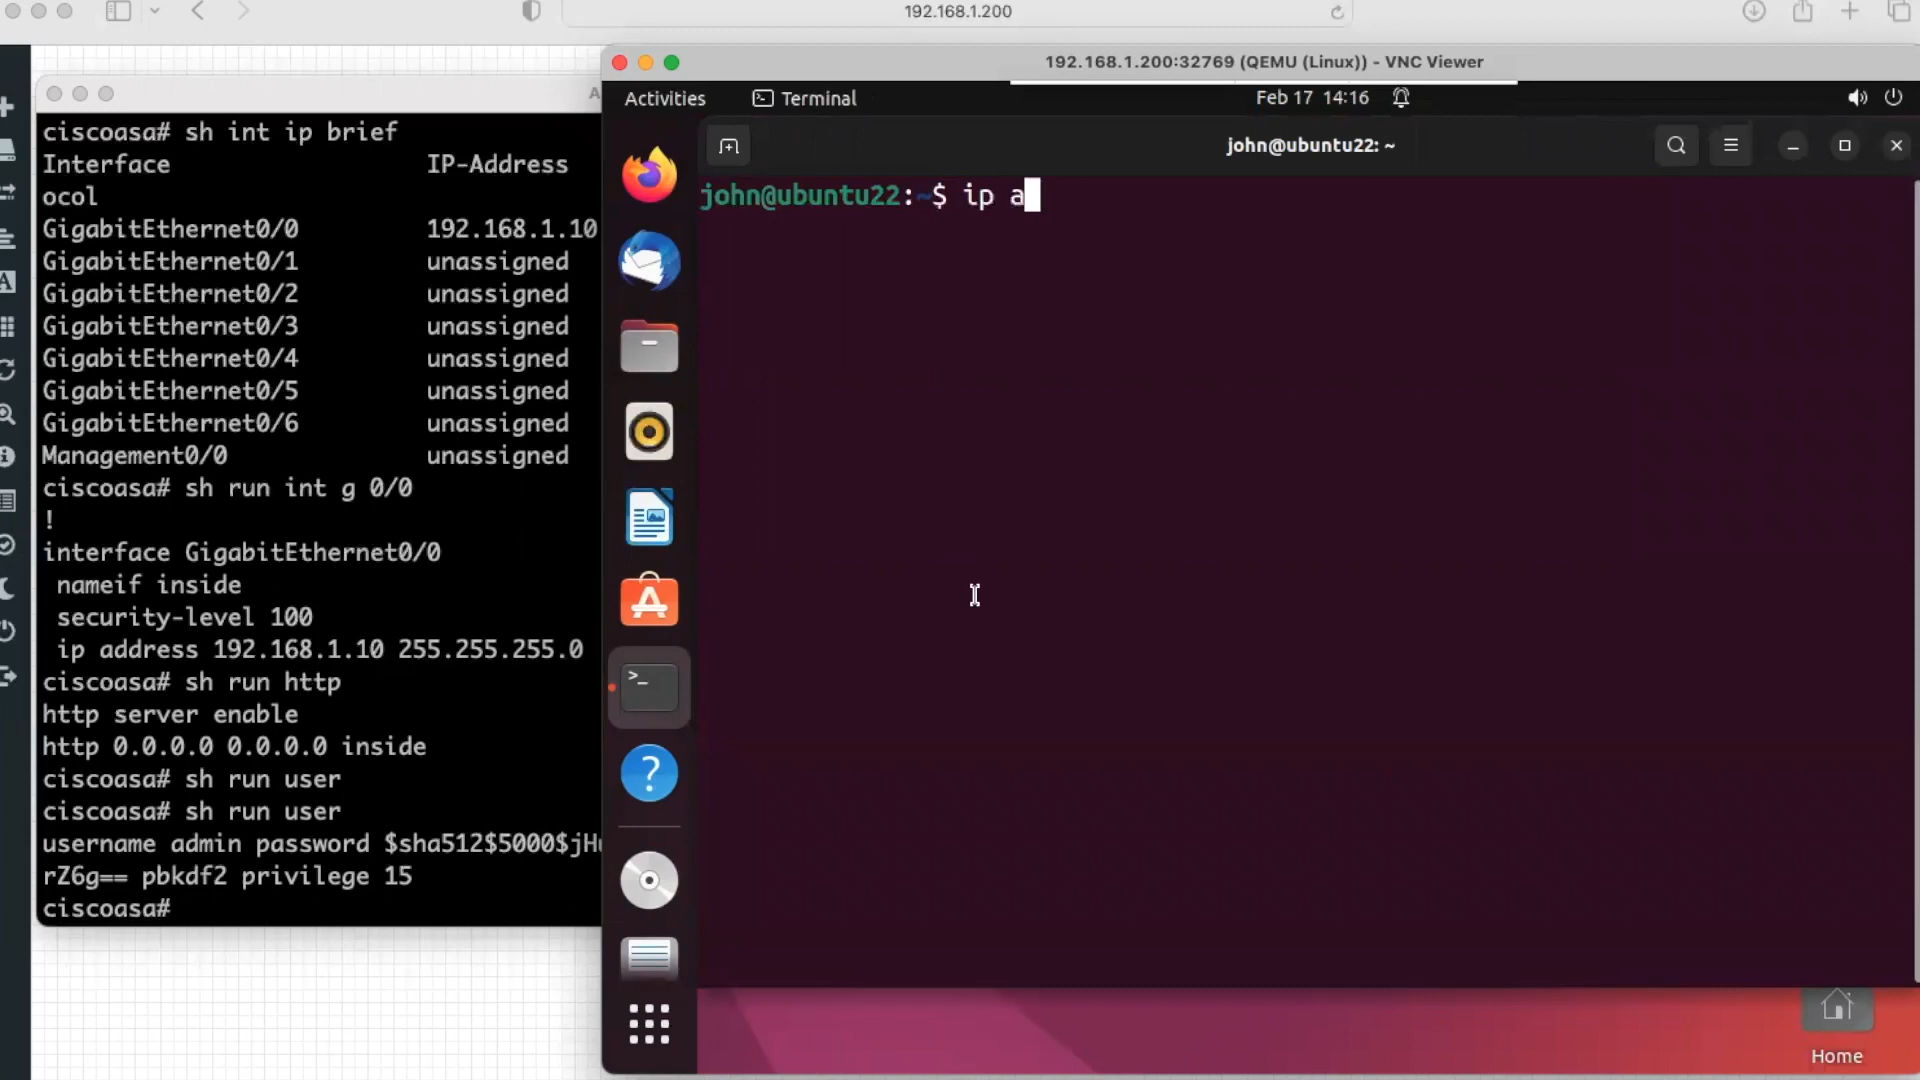 192.168.1.200
192.168.1.200:32769 (QEMU (Linux)) - VNC Viewer
Activities
Terminal
Feb 17 14:16
john@ubuntu22: ~
john@ubuntu22:~$ ip a
ciscoasa# sh int ip brief
Interface IP-Address
ocol
GigabitEthernet0/0 192.168.1.10
GigabitEthernet0/1 unassigned
GigabitEthernet0/2 unassigned
GigabitEthernet0/3 unassigned
GigabitEthernet0/4 unassigned
GigabitEthernet0/5 unassigned
GigabitEthernet0/6 unassigned
Management0/0 unassigned
ciscoasa# sh run int g 0/0
!
interface GigabitEthernet0/0
nameif inside
security-level 100
ip address 192.168.1.10 255.255.255.0
ciscoasa# sh run http
http server enable
http 0.0.0.0 0.0.0.0 inside
ciscoasa# sh run user
ciscoasa# sh run user
username admin password $sha512$5000$jH
rZ6g== pbkdf2 privilege 15
ciscoasa#
Home